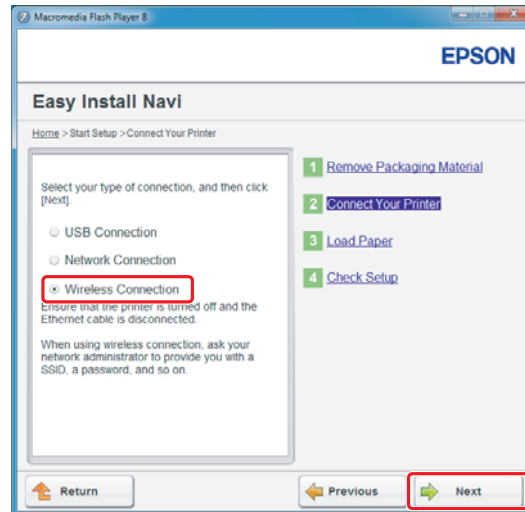 Macromedia Flash Player 8
EPSON
Easy Install Navi
Home > Start Setup >Connect Your Printer
Select your type of connection, and then click
[Next].
USB Connection
Network Connection
Wireless Connection
Ensure that the printer is turned off and the
Ethernet cable is disconnected.
When using wireless connection, ask your
network administrator to provide you with a
SSID, a password, and so on.
1 Remove Packaging Material
2 Connect Your Printer
3 Load Paper
4 Check Setup
Return
Previous
Next